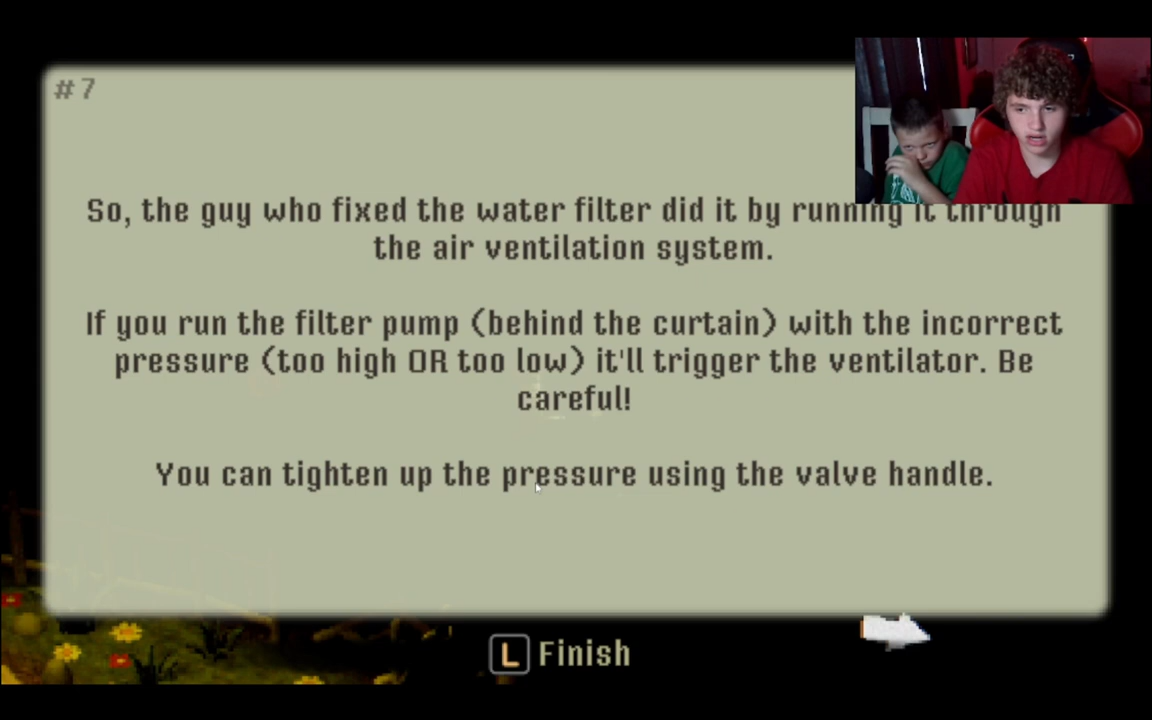 #7
So, the guy who fixed the water filter did it by running it through
the air ventilation system.
If you run the filter pump (behind the curtain) with the incorrect
pressure (too high OR too low) it'll trigger the ventilator. Be
careful!
You can tighten up the pressure using the valve handle.
L Finish